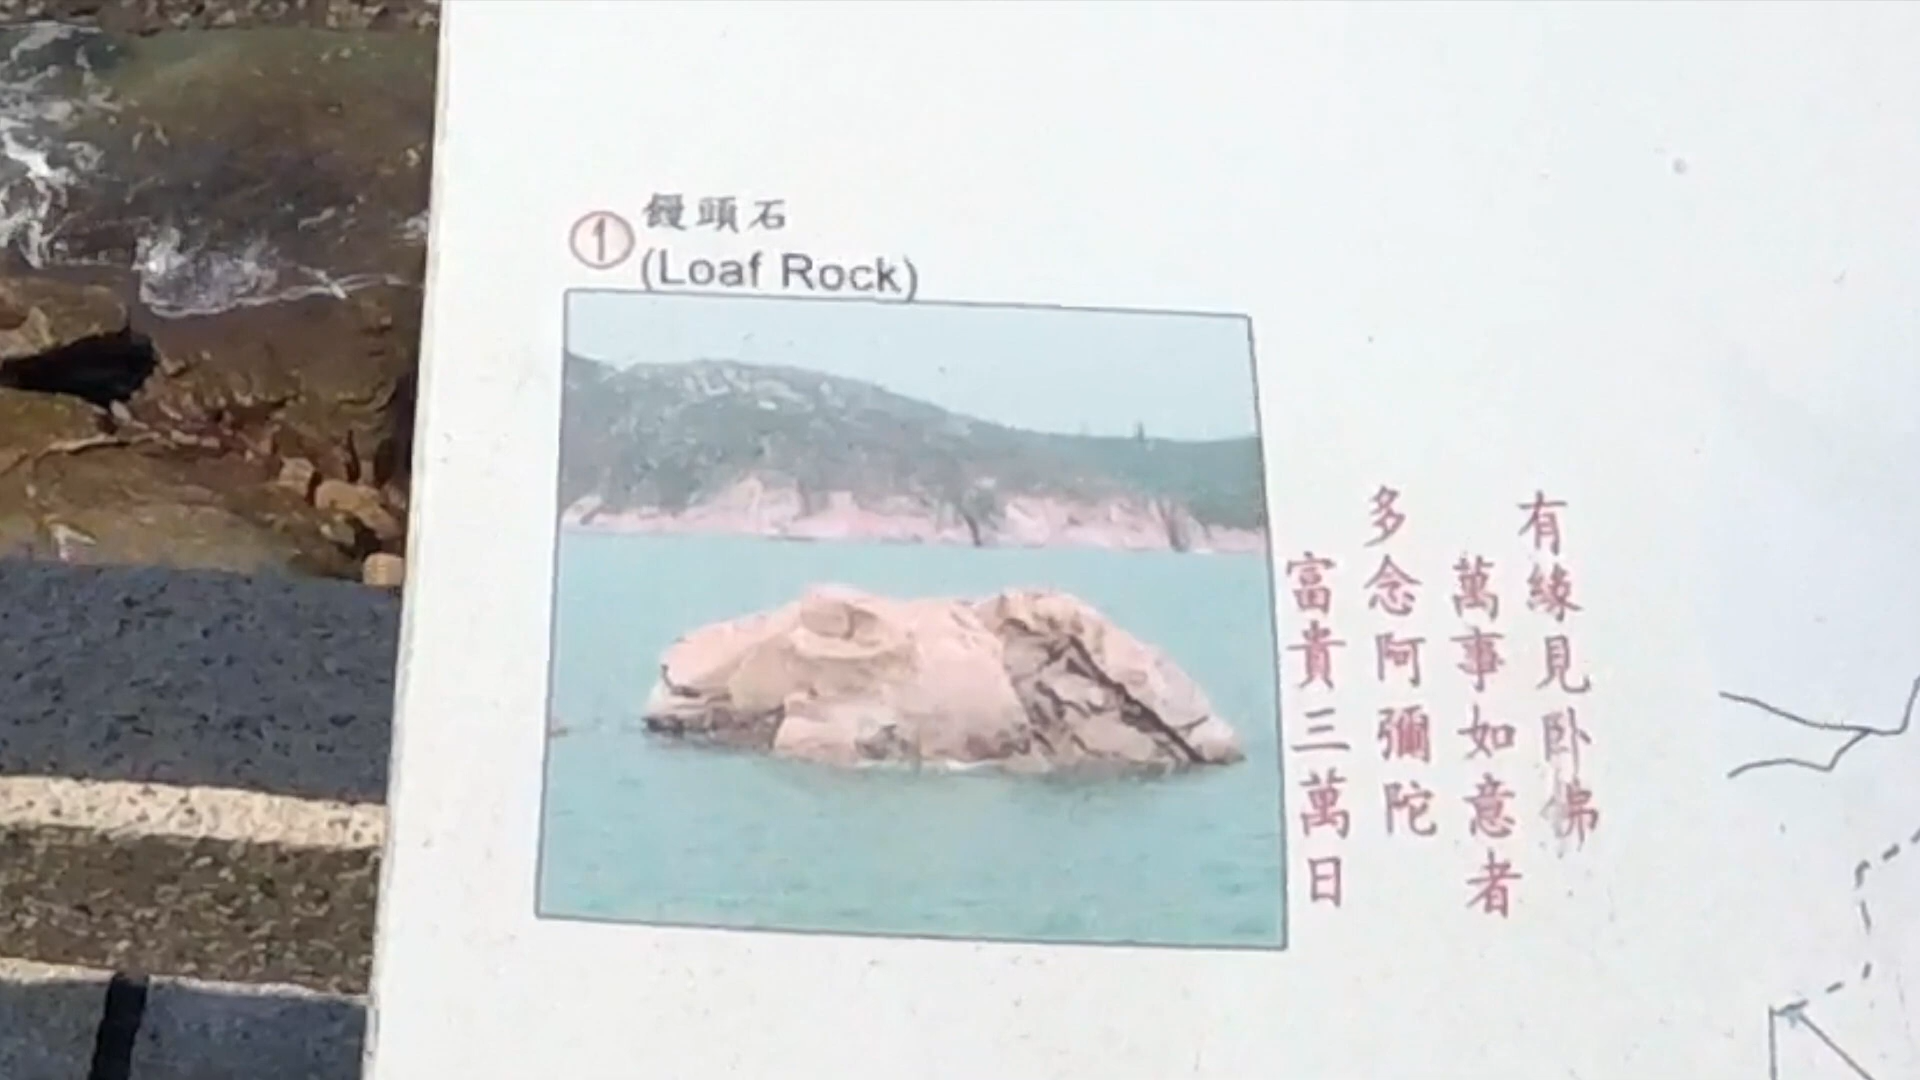 1
饅頭石
(Loaf Rock)
有緣見卧佛
萬事如意者
多念阿彌陀
富貴三萬日